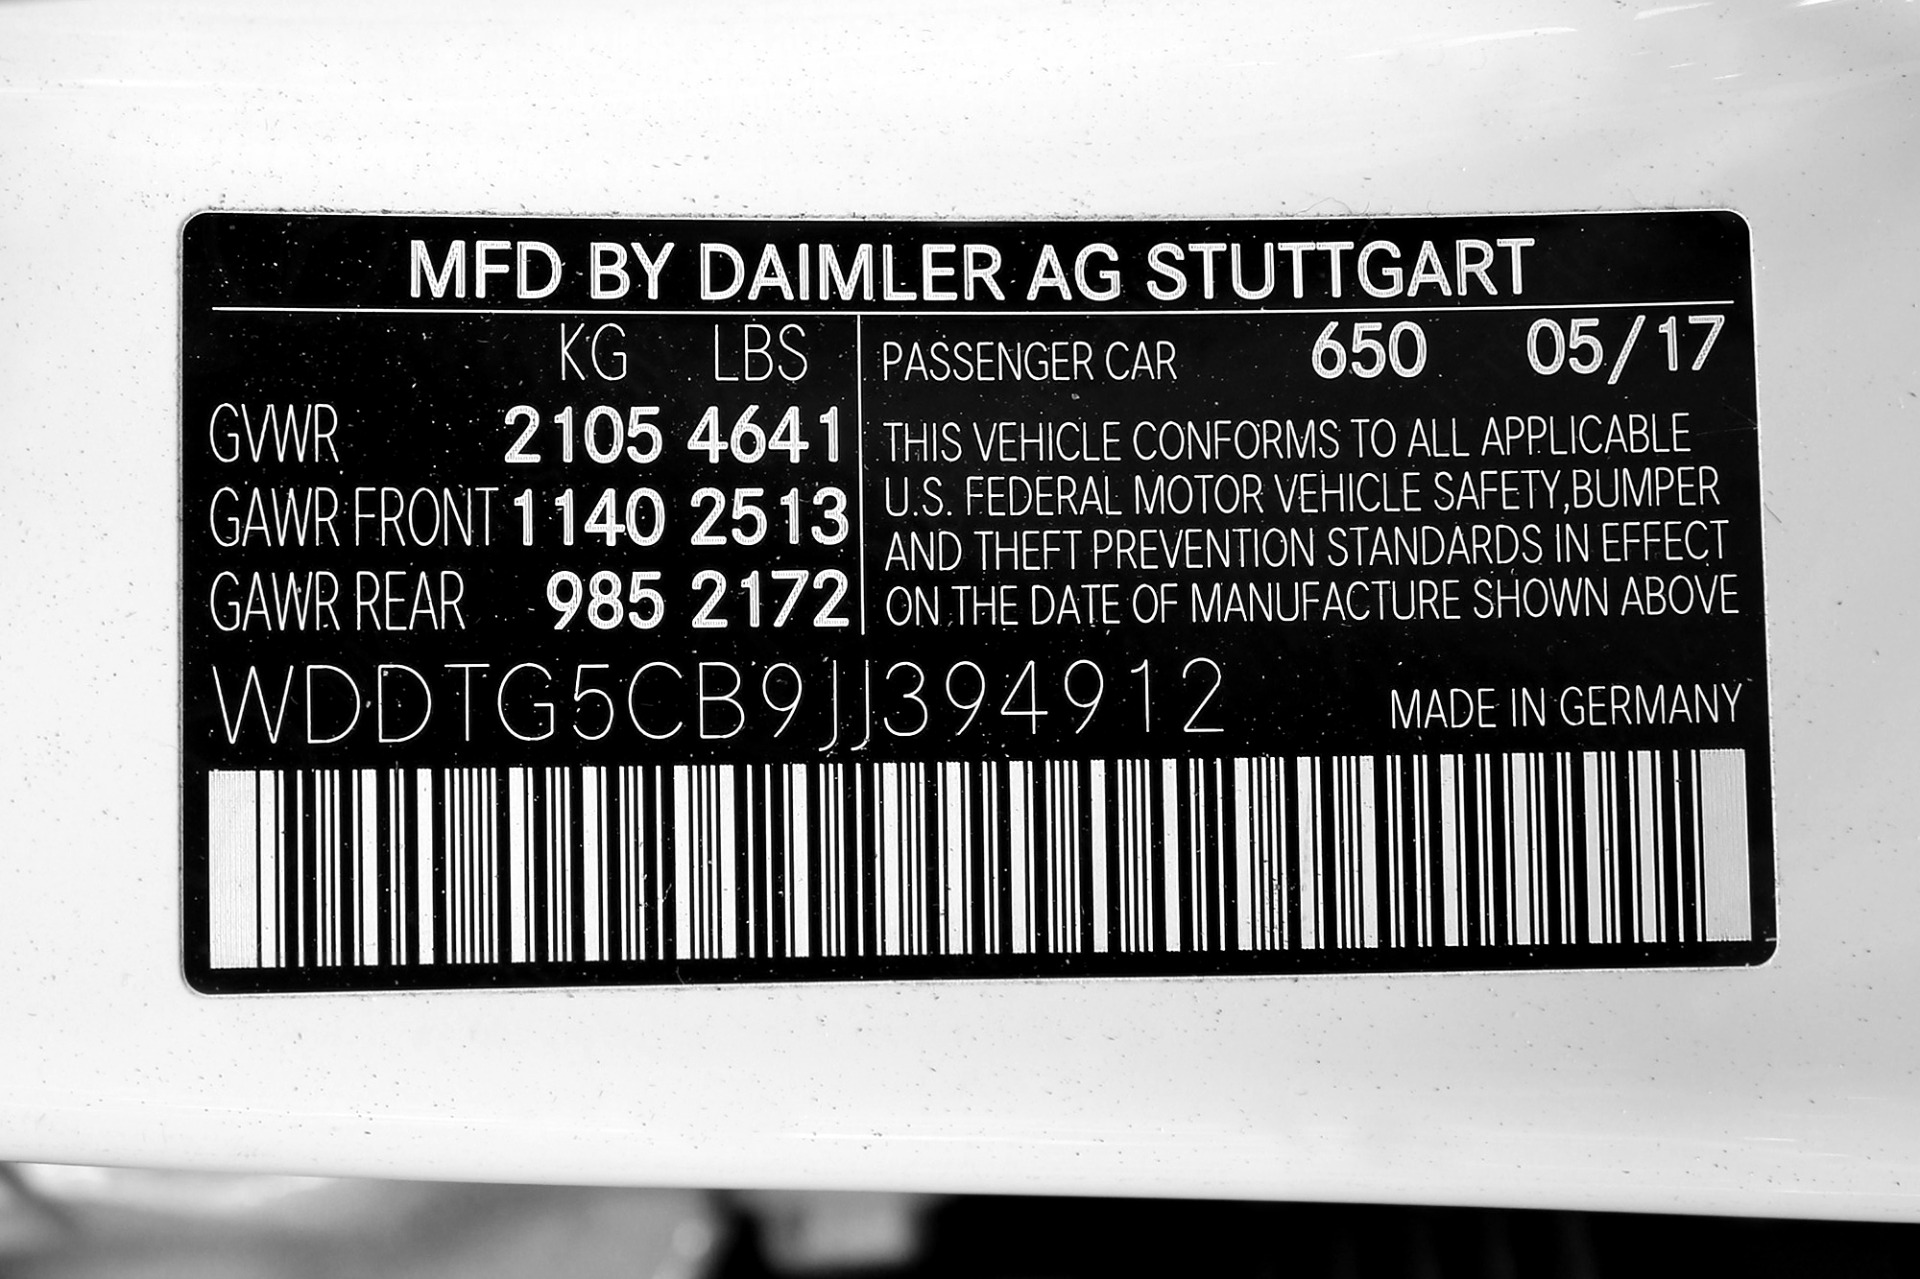 MFD BY DAIMLER AG STUTTGART
KG LBS
GVWR 2105 4641
GAWR FRONT 1140 2513
GAWR REAR 985 2172
PASSENGER CAR 650 05/17
THIS VEHICLE CONFORMS TO ALL APPLICABLE
U.S. FEDERAL MOTOR VEHICLE SAFETY,BUMPER
AND THEFT PREVENTION STANDARDS IN EFFECT
ON THE DATE OF MANUFACTURE SHOWN ABOVE
WDDTG5CB9JJ394912
MADE IN GERMANY